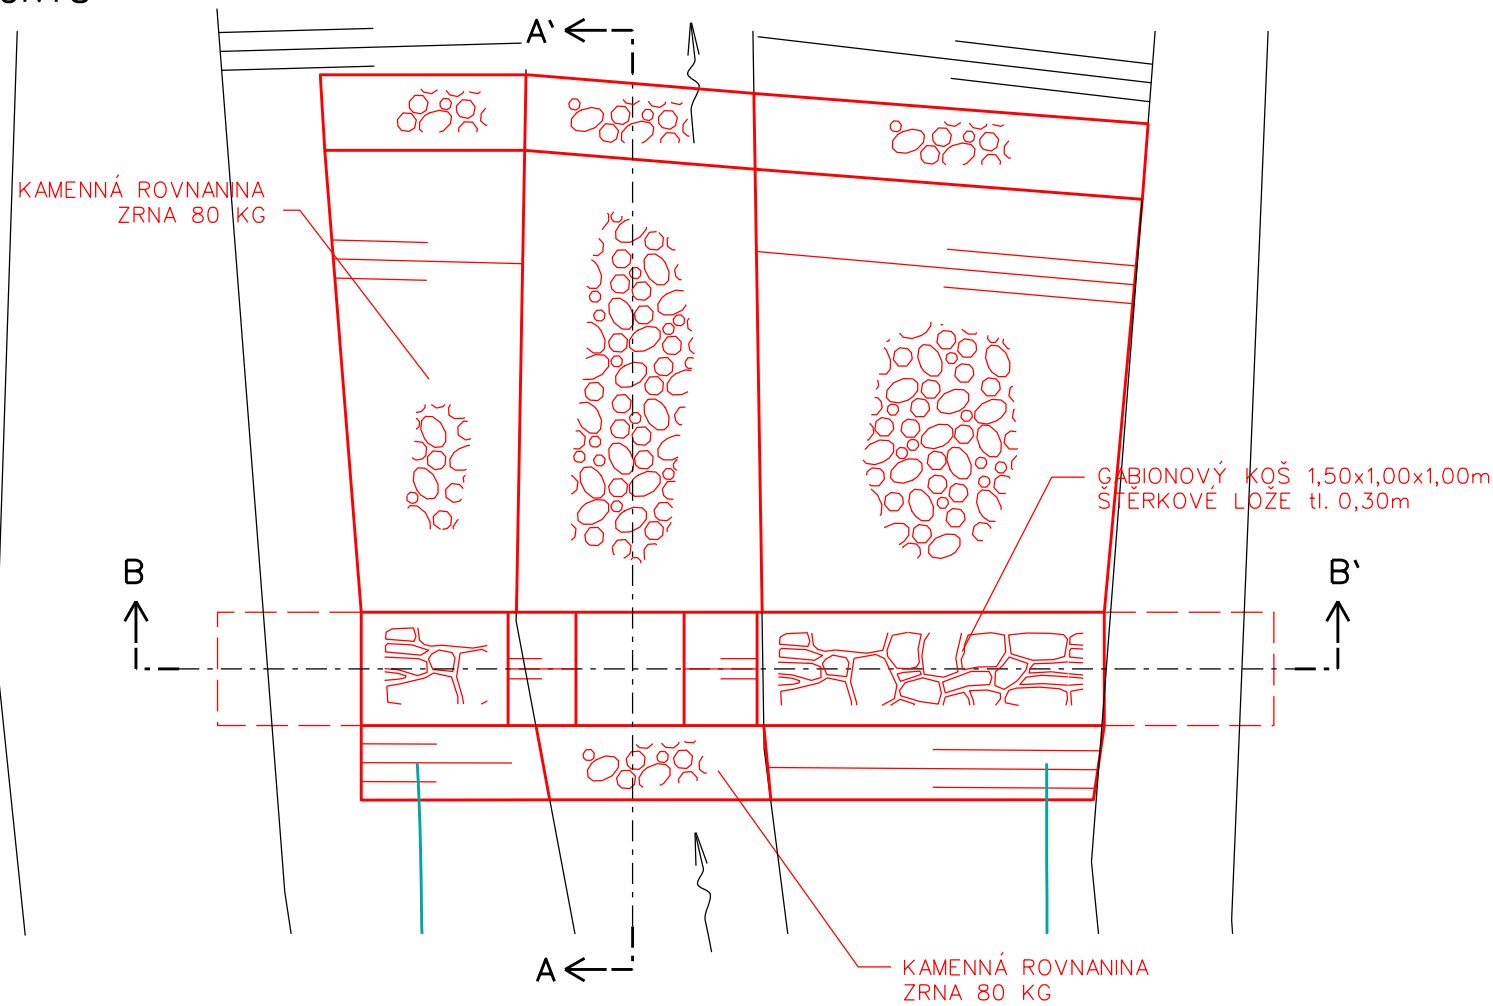 A`
KAMENNÁ ROVNANINA
ZRNA 80 KG
GABIONOVÝ KOŠ 1,50x1,00x1,00m
ŠTĚRKOVÉ LOŽE tl. 0,30m
B
B`
A
KAMENNÁ ROVNANINA
ZRNA 80 KG